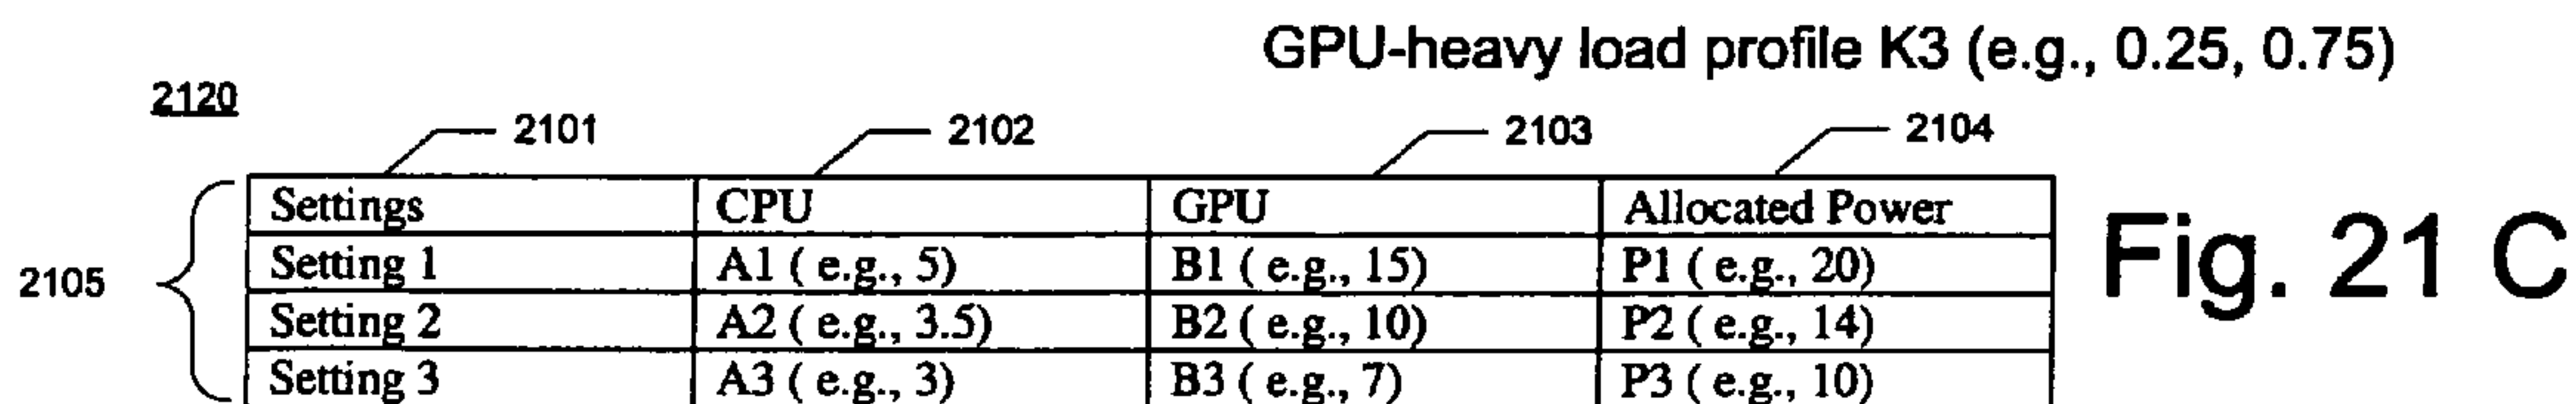 GPU-heavy load profile K3 (e.g., 0.25, 0.75)
2120
2101 2102 2103 2104
Settings CPU GPU Allocated Power
Setting 1 A1 ( e.g., 5) B1 ( e.g., 15) P1 ( e.g., 20)
Setting 2 A2 ( e.g., 3.5) B2 ( e.g., 10) P2 ( e.g., 14)
Setting 3 A3 ( e.g., 3) B3 ( e.g., 7) P3 ( e.g., 10)
2105
Fig. 21 C